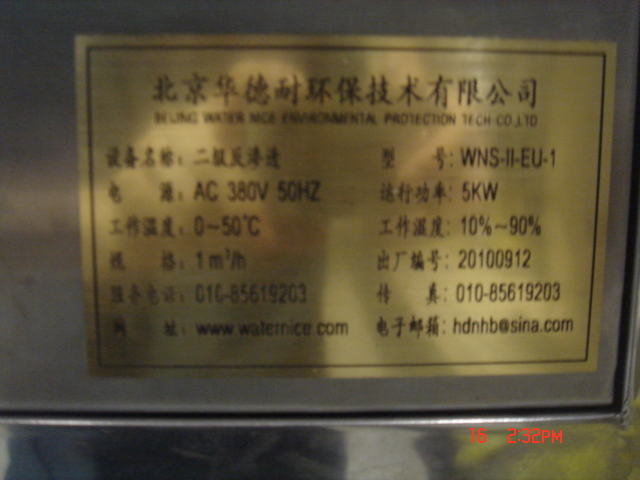 北京华德耐环保技术有限公司
BEIJING WATER NICE ENVIRONMENTAL PROTECTION TECH-CO.,LTD
设备名称: 二级反渗透 型 号: WNS-II-EU-1
电 源: AC 380V 50HZ 运行功率: 5KW
工作温度: 0~50℃ 工作温度: 10%~90%
规 格: 1m³/h 出厂编号: 20100912
服务电话: 010-85619203 传 真: 010-85619203
网 址: www.waternice.com 电子邮箱: hdnhb@sina.com
16 2:32PM